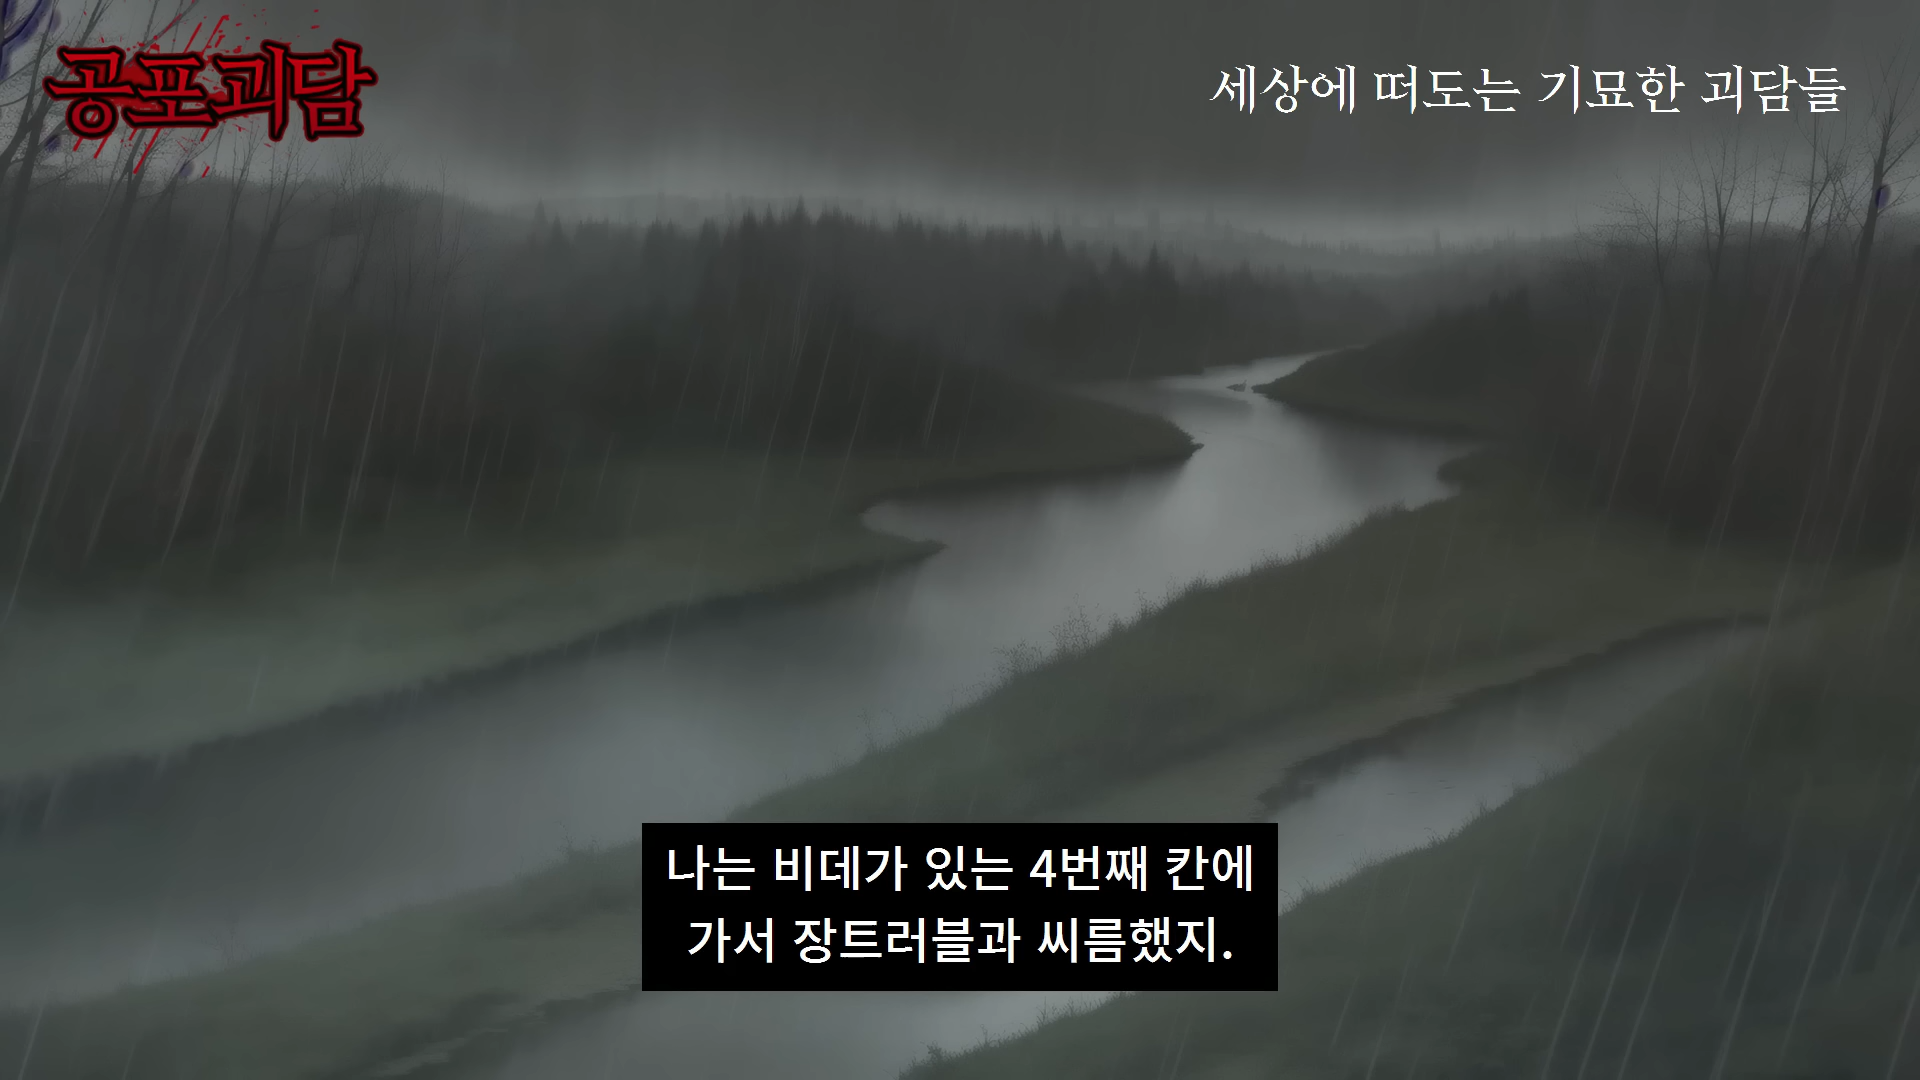 공포괴담
세상에 떠도는 기묘한 괴담들
나는 비데가 있는 4번째 칸에
가서 장트러블과 씨름했지.